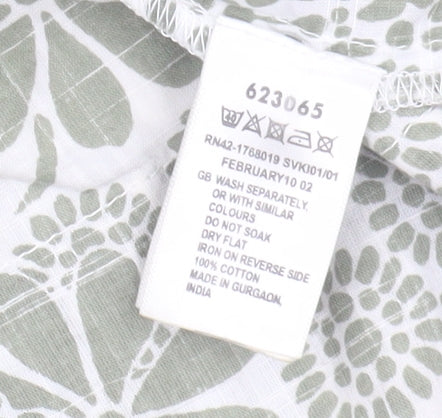 623065
40
RN42-1768019 SVKI01/01
FEBRUARY10 02
GB WASH SEPARATELY,
OR WITH SIMILAR
COLOURS
DO NOT SOAK
DRY FLAT
IRON ON REVERSE SIDE
100% COTTON
MADE IN GURGAON,
INDIA